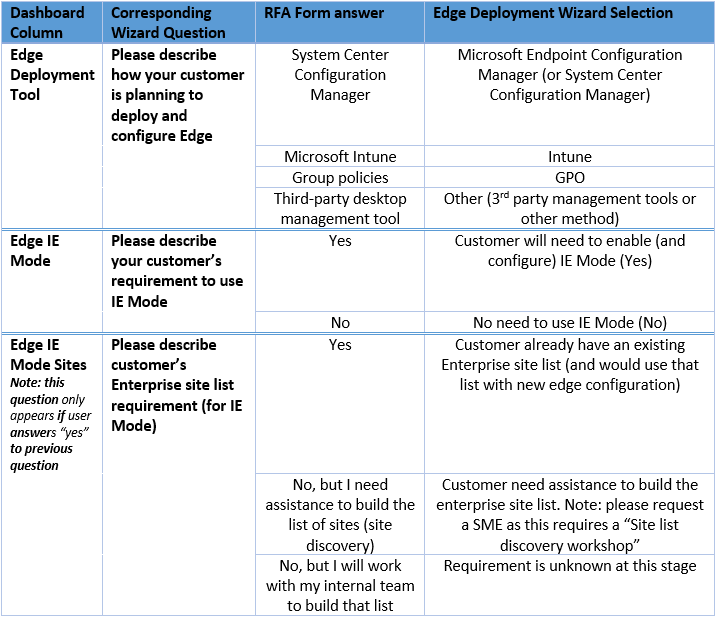 Dashboard
Column
Corresponding
Wizard Question
RFA Form answer
Edge Deployment Wizard Selection
Edge
Deployment
Tool
Please describe
how your customer
is planning to
deploy and
configure Edge
System Center
Configuration
Manager
Microsoft Endpoint Configuration
Manager (or System Center
Configuration Manager)
Microsoft Intune
Intune
Group policies
GPO
Third-party desktop
management tool
Other (3rd party management tools or
other method)
Edge IE
Mode
Please describe
your customer’s
requirement to use
IE Mode
Yes
Customer will need to enable (and
configure) IE Mode (Yes)
No
No need to use IE Mode (No)
Edge IE
Mode Sites
Note: this
question only
appears if user
answers “yes”
to previous
question
Please describe
customer’s
Enterprise site list
requirement (for IE
Mode)
Yes
Customer already have an existing
Enterprise site list (and would use that
list with new edge configuration)
No, but I need
assistance to build the
list of sites (site
discovery)
Customer need assistance to build the
enterprise site list. Note: please request
a SME as this requires a “Site list
discovery workshop”
No, but I will work
with my internal team
to build that list
Requirement is unknown at this stage